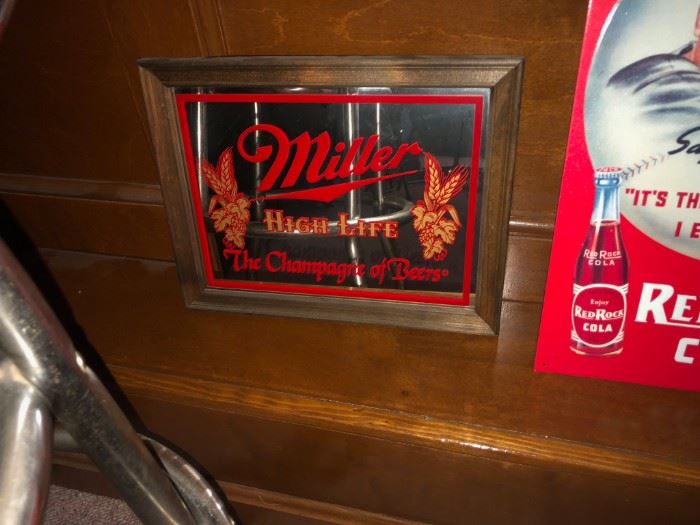 Miller
HIGH LIFE
The Champagne of Beers®
"IT'S TH
I E
RED ROCK
COLA
Enjoy
RED ROCK
COLA
RE
C